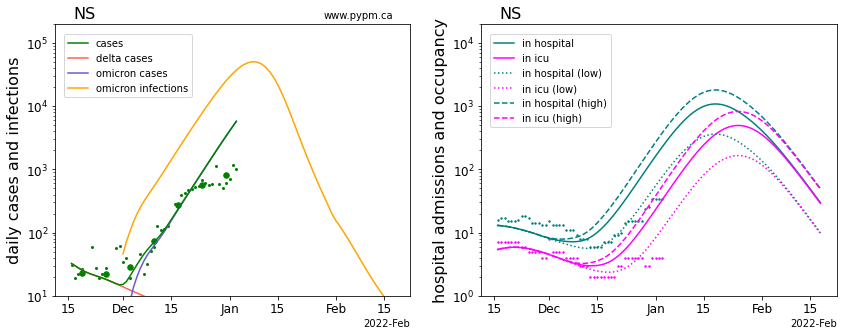 NS
www.pypm.ca
daily cases and infections
10⁵
10⁴
10³
10²
10¹
cases
delta cases
omicron cases
omicron infections
15 Dec 15 Jan 15 Feb 15
2022-Feb
NS
hospital admissions and occupancy
10⁴
10³
10²
10¹
10⁰
in hospital
in icu
in hospital (low)
in icu (low)
in hospital (high)
in icu (high)
15 Dec 15 Jan 15 Feb 15
2022-Feb